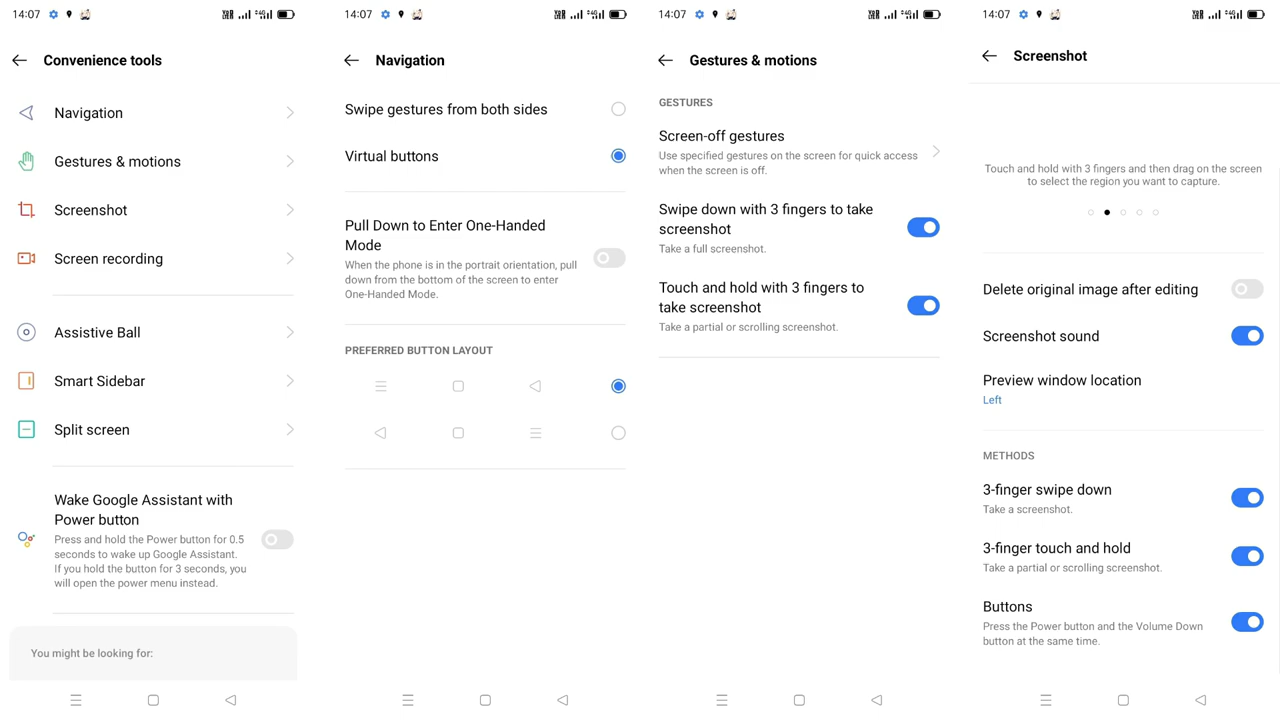 14:07
Convenience tools
Navigation
Gestures & motions
Screenshot
Screen recording
Assistive Ball
Smart Sidebar
Split screen
Wake Google Assistant with
Power button
Press and hold the Power button for 0.5
seconds to wake up Google Assistant.
If you hold the button for 3 seconds, you
will open the power menu instead.
You might be looking for:
14:07
Navigation
Swipe gestures from both sides
Virtual buttons
Pull Down to Enter One-Handed
Mode
When the phone is in the portrait orientation, pull
down from the bottom of the screen to enter
One-Handed Mode.
PREFERRED BUTTON LAYOUT
14:07
Gestures & motions
GESTURES
Screen-off gestures
Use specified gestures on the screen for quick access
when the screen is off.
Swipe down with 3 fingers to take
screenshot
Take a full screenshot.
Touch and hold with 3 fingers to
take screenshot
Take a partial or scrolling screenshot.
14:07
Screenshot
Touch and hold with 3 fingers and then drag on the screen
to select the region you want to capture.
Delete original image after editing
Screenshot sound
Preview window location
Left
METHODS
3-finger swipe down
Take a screenshot.
3-finger touch and hold
Take a partial or scrolling screenshot.
Buttons
Press the Power button and the Volume Down
button at the same time.